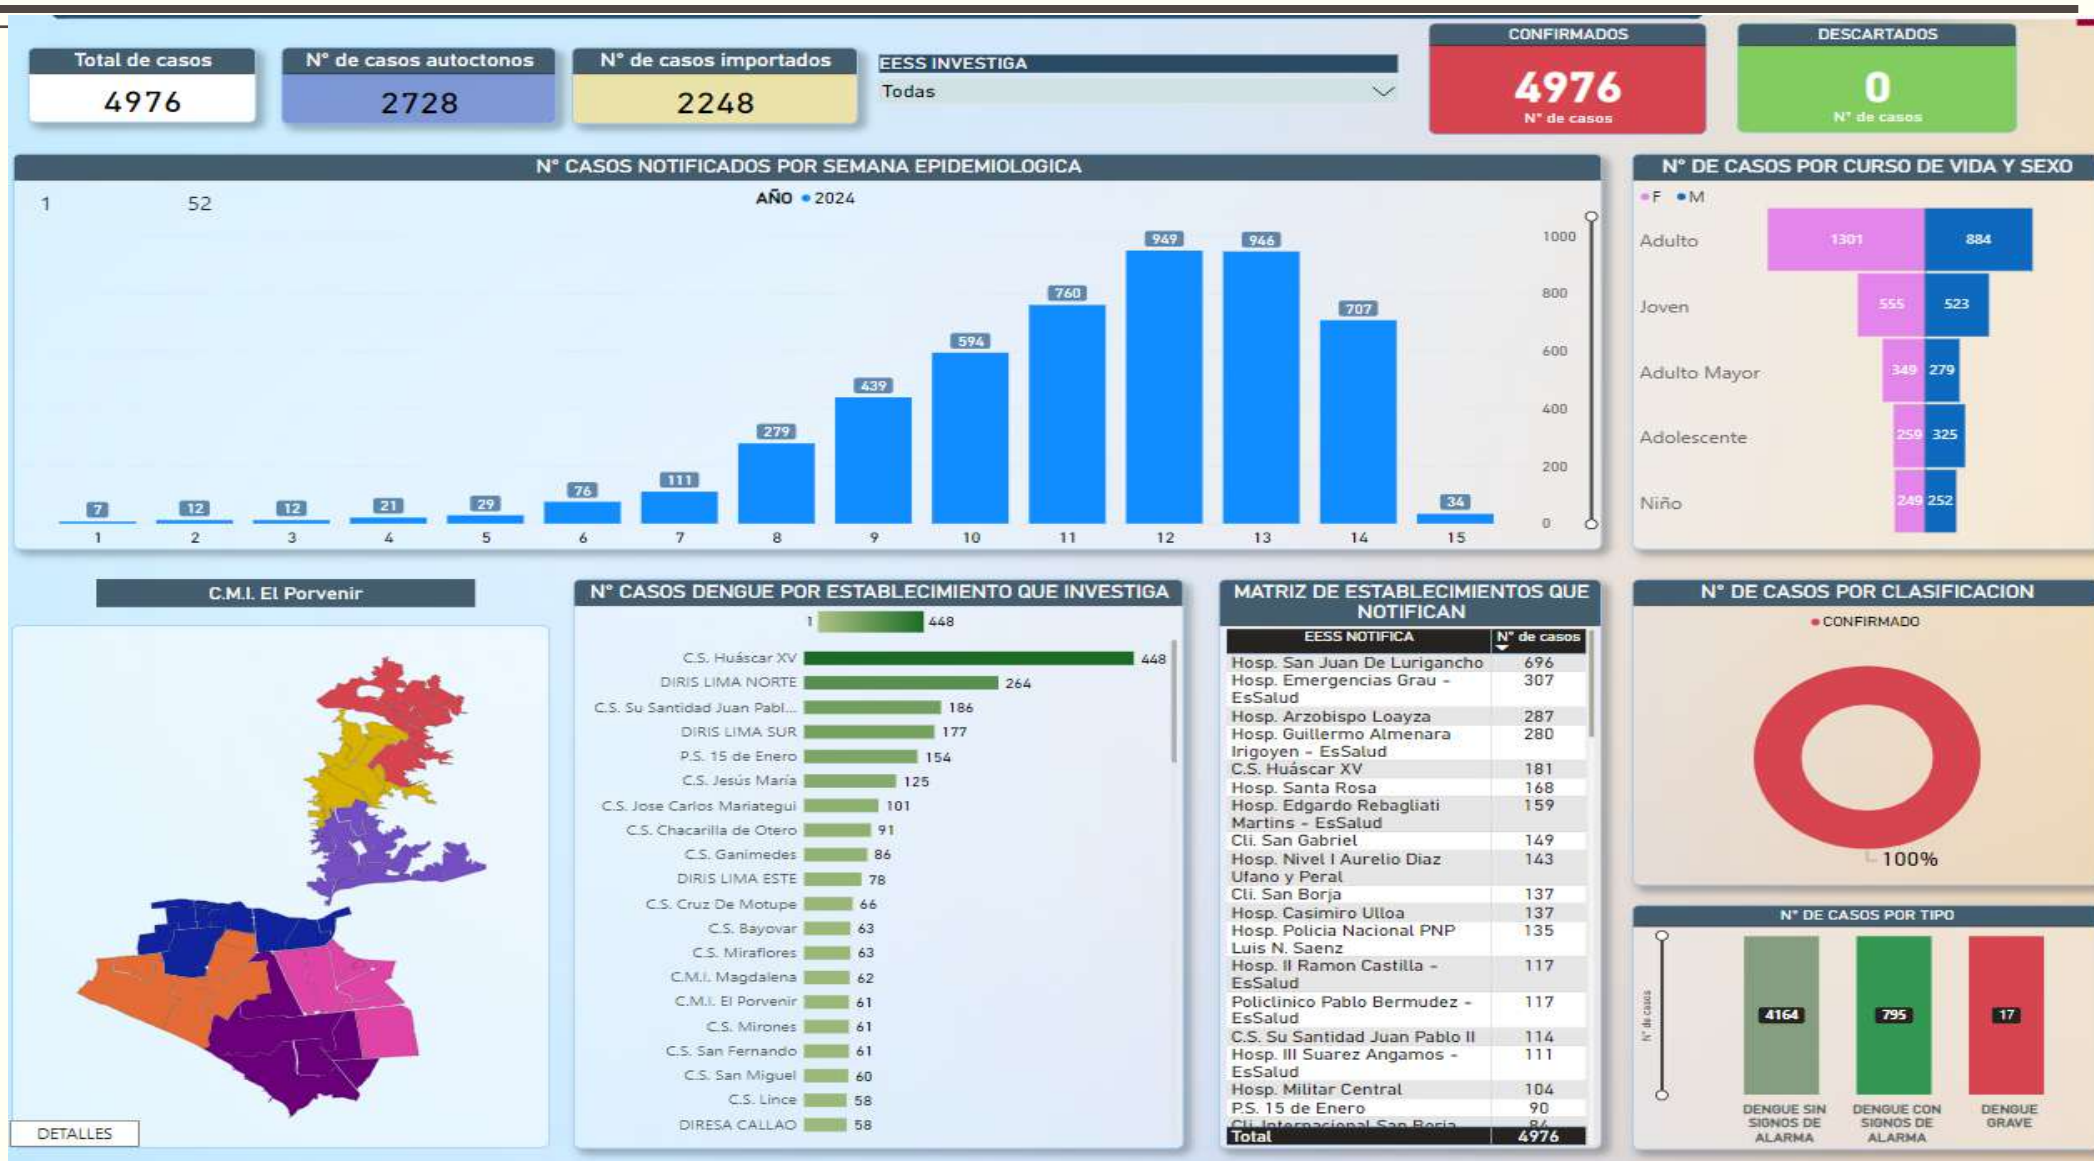 Total de casos
4976
N° de casos autoctonos
2728
N° de casos importados
2248
EESS INVESTIGA
Todas
CONFIRMADOS
4976
N° de casos
DESCARTADOS
0
N° de casos
N° CASOS NOTIFICADOS POR SEMANA EPIDEMIOLOGICA
1 52
AÑO 2024
1000
800
600
400
200
0
7
12
12
21
29
76
111
279
439
594
760
949
946
707
34
1 2 3 4 5 6 7 8 9 10 11 12 13 14 15
N° DE CASOS POR CURSO DE VIDA Y SEXO
F M
Adulto 1301 884
Joven 555 523
Adulto Mayor 349 279
Adolescente 259 325
Niño 249 252
C.M.I. El Porvenir
DETALLES
N° CASOS DENGUE POR ESTABLECIMIENTO QUE INVESTIGA
1 448
C.S. Huáscar XV 448
DIRIS LIMA NORTE 264
C.S. Su Santidad Juan Pabl... 186
DIRIS LIMA SUR 177
P.S. 15 de Enero 154
C.S. Jesús María 125
C.S. Jose Carlos Mariategui 101
C.S. Chacarilla de Otero 91
C.S. Ganimedes 86
DIRIS LIMA ESTE 78
C.S. Cruz De Motupe 66
C.S. Bayovar 63
C.S. Miraflores 63
C.M.I. Magdalena 62
C.M.I. El Porvenir 61
C.S. Mirones 61
C.S. San Fernando 61
C.S. San Miguel 60
C.S. Lince 58
DIRESA CALLAO 58
MATRIZ DE ESTABLECIMIENTOS QUE
NOTIFICAN
EESS NOTIFICA N° de casos
Hosp. San Juan De Lurigancho 696
Hosp. Emergencias Grau - 307
EsSalud
Hosp. Arzobispo Loayza 287
Hosp. Guillermo Almenara 280
Irigoyen - EsSalud
C.S. Huáscar XV 181
Hosp. Santa Rosa 168
Hosp. Edgardo Rebagliati 159
Martins - EsSalud
Cli. San Gabriel 149
Hosp. Nivel I Aurelio Diaz 143
Ufano y Peral
Cli. San Borja 137
Hosp. Casimiro Ulloa 137
Hosp. Policia Nacional PNP 135
Luis N. Saenz
Hosp. II Ramon Castilla - 117
EsSalud
Policlinico Pablo Bermudez - 117
EsSalud
C.S. Su Santidad Juan Pablo II 114
Hosp. III Suarez Angamos - 111
EsSalud
Hosp. Militar Central 104
P.S. 15 de Enero 90
Cli. Internacional San Borja 84
Total 4976
N° DE CASOS POR CLASIFICACION
CONFIRMADO
100%
N° DE CASOS POR TIPO
N° de casos
4164
795
17
DENGUE SIN
SIGNOS DE
ALARMA
DENGUE CON
SIGNOS DE
ALARMA
DENGUE
GRAVE